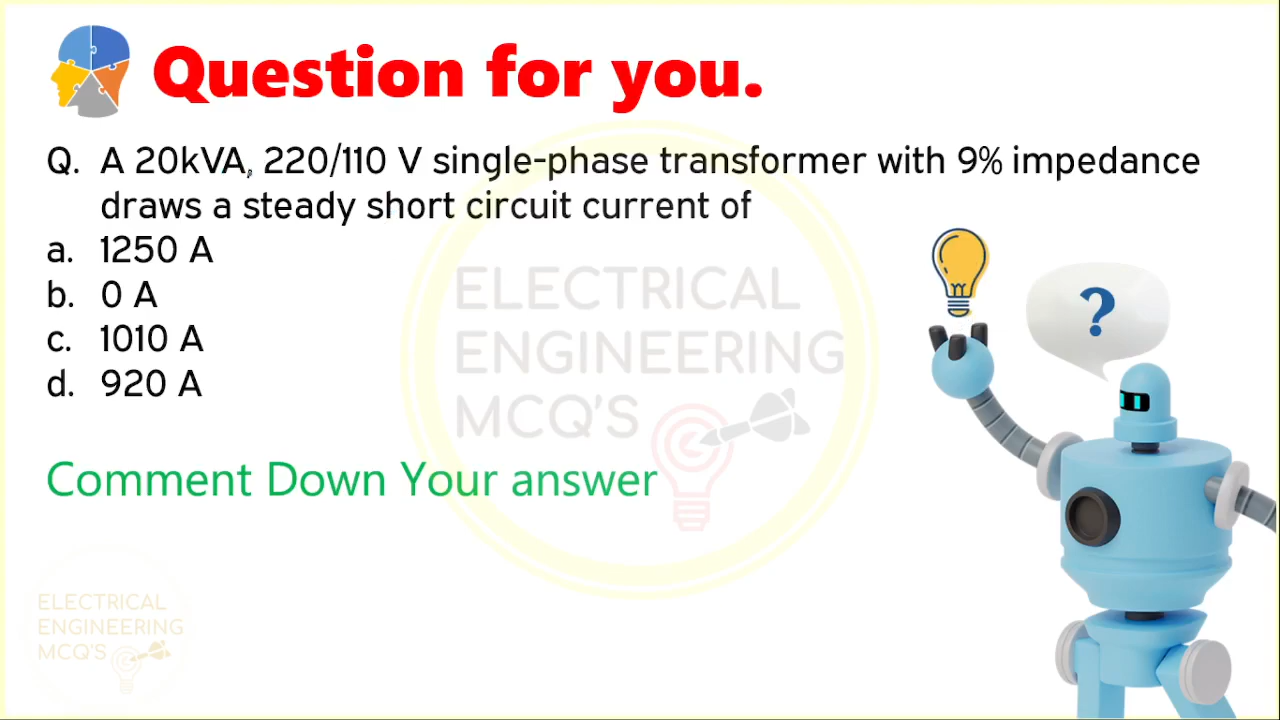 Question for you.
Q. A 20kVA, 220/110 V single-phase transformer with 9% impedance
draws a steady short circuit current of
a. 1250 A
b. 0 A
c. 1010 A
d. 920 A
?
ELECTRICAL
ENGINEERING
MCQ'S
Comment Down Your answer
ELECTRICAL
ENGINEERING
MCQ'S